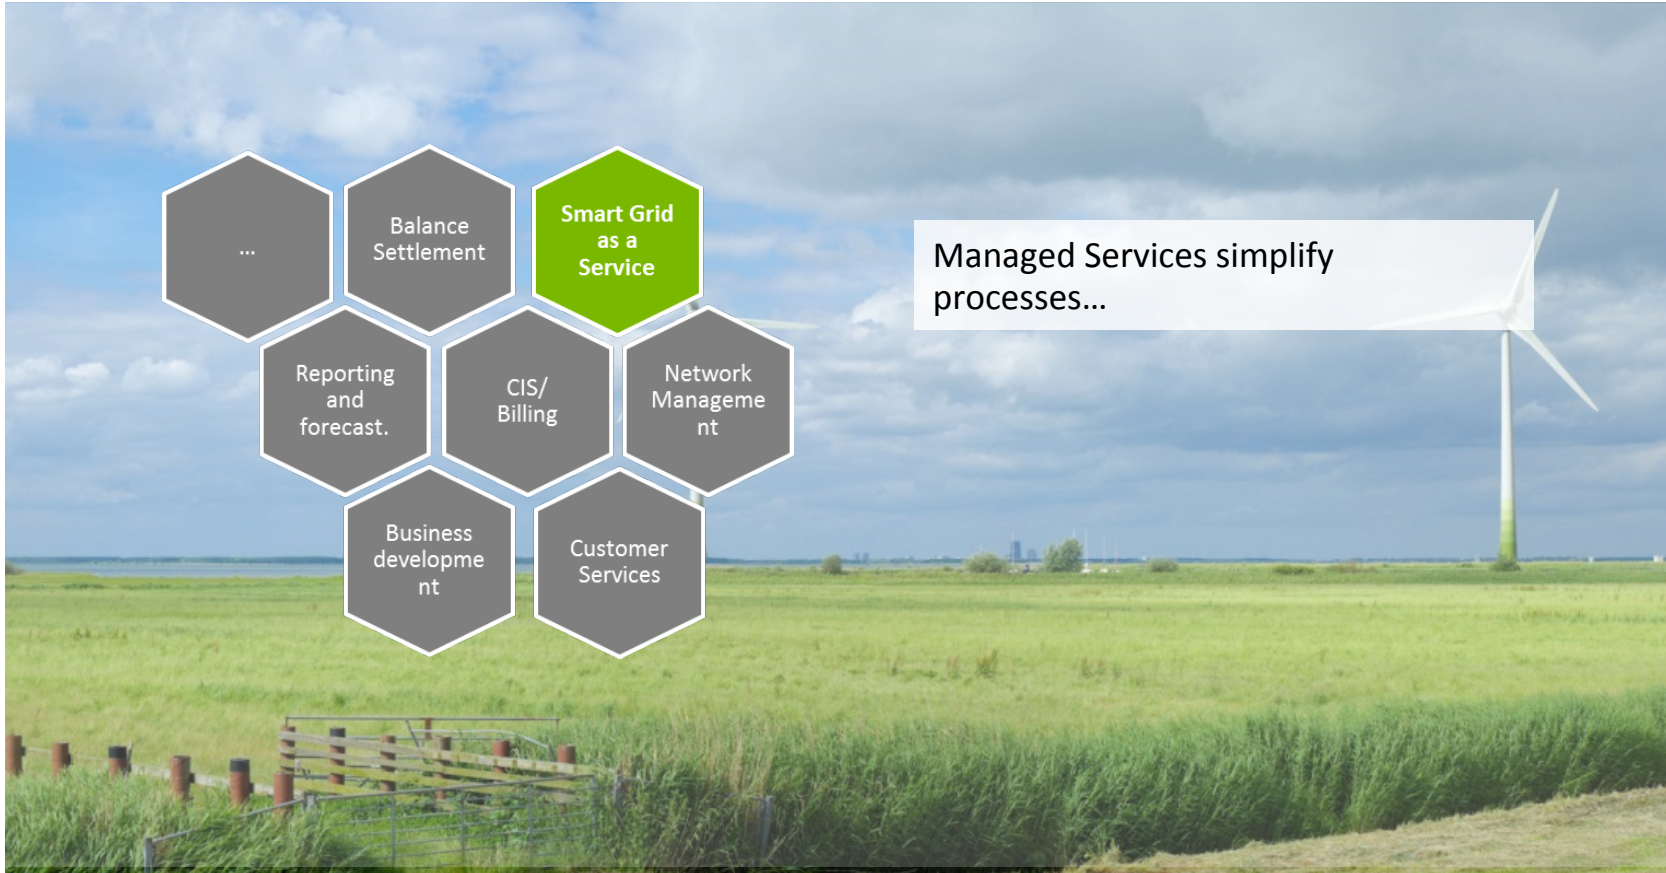 ...
Balance
Settlement
Smart Grid
as a
Service
Managed Services simplify
processes...
Reporting
and
forecast.
CIS/
Billing
Network
Manageme
nt
Business
developme
nt
Customer
Services